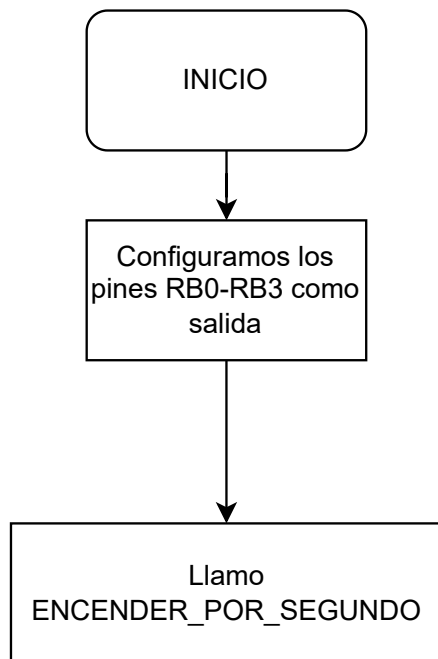 INICIO
Configuramos los
pines RB0-RB3 como
salida
Llamo
ENCENDER_POR_SEGUNDO